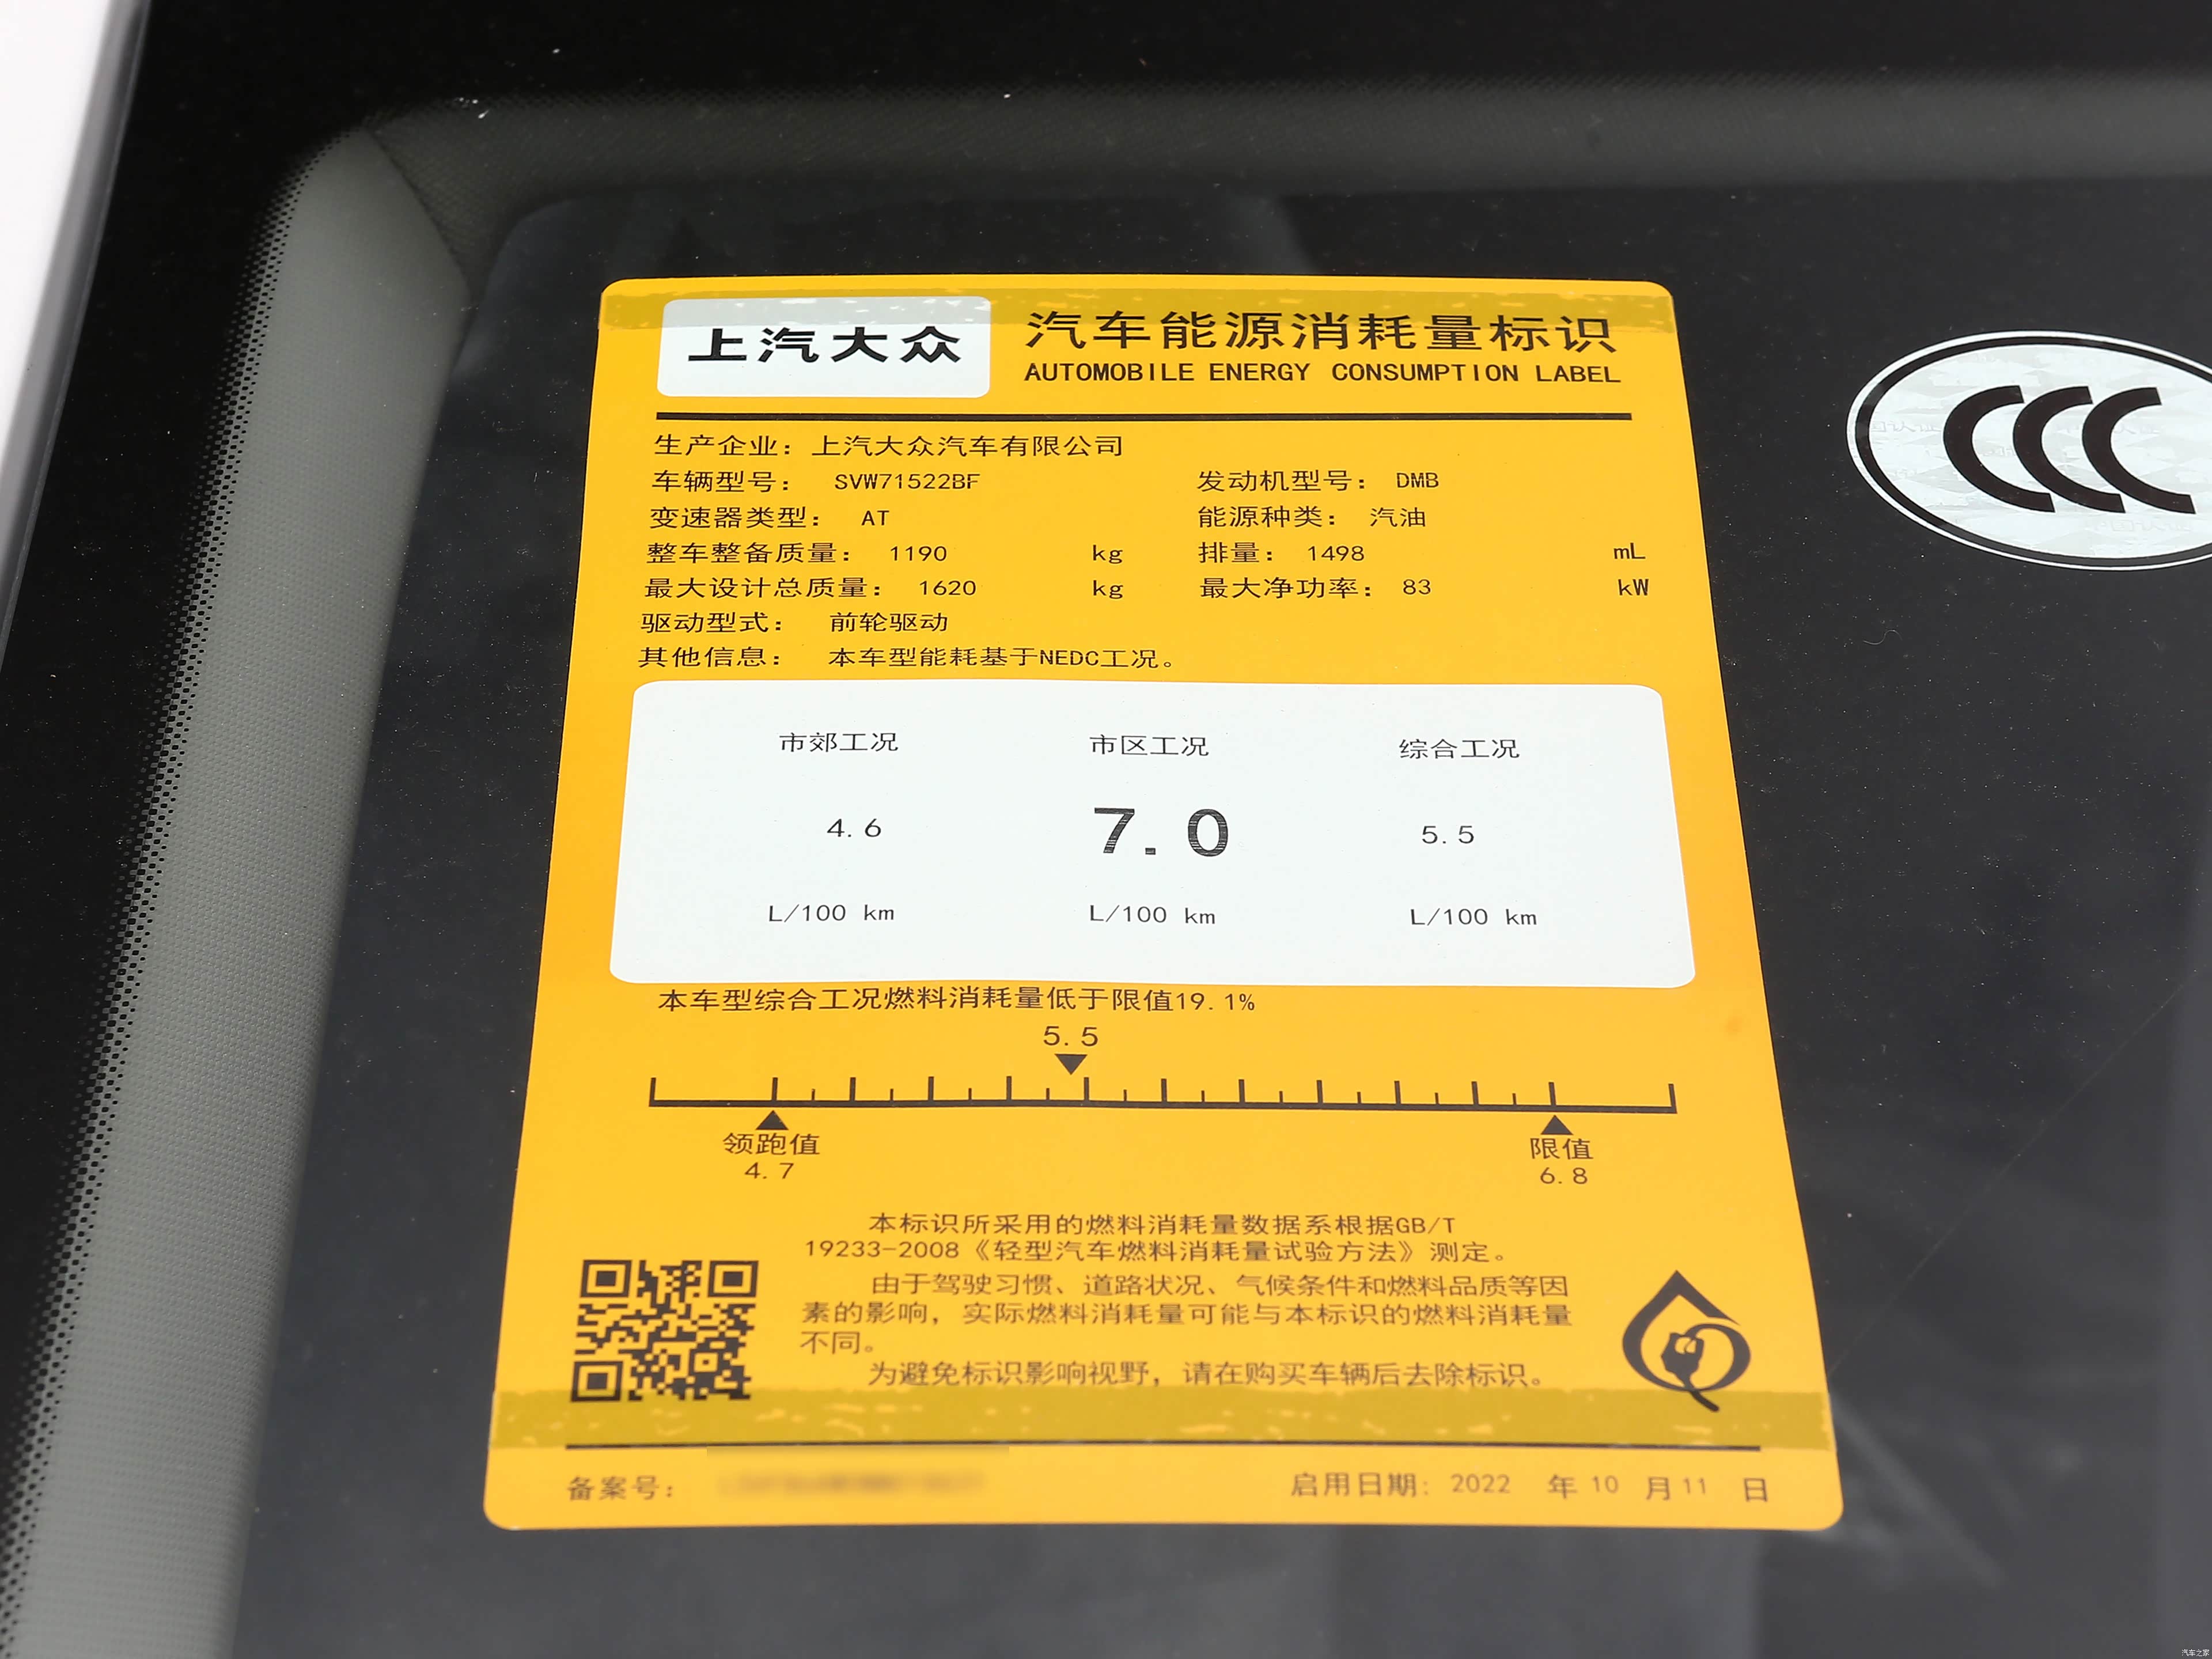 上汽大众
汽车能源消耗量标识
AUTOMOBILE ENERGY CONSUMPTION LABEL
生产企业：上汽大众汽车有限公司
车辆型号： SVW71522BF 发动机型号： DMB
变速器类型： AT 能源种类： 汽油
整车整备质量： 1190 kg 排量： 1498 mL
最大设计总质量： 1620 kg 最大净功率： 83 kW
驱动型式： 前轮驱动
其他信息： 本车型能耗基于NEDC工况。
市郊工况 市区工况 综合工况
4.6 7.0 5.5
L/100 km L/100 km L/100 km
本车型综合工况燃料消耗量低于限值19.1%
5.5
领跑值 限值
4.7 6.8
本标识所采用的燃料消耗量数据系根据GB/T
19233-2008《轻型汽车燃料消耗量试验方法》测定。
由于驾驶习惯、道路状况、气候条件和燃料品质等因
素的影响，实际燃料消耗量可能与本标识的燃料消耗量
不同。
为避免标识影响视野，请在购买车辆后去除标识。
备案号： 启用日期：2022 年 10 月 11 日
CCC
汽车之家